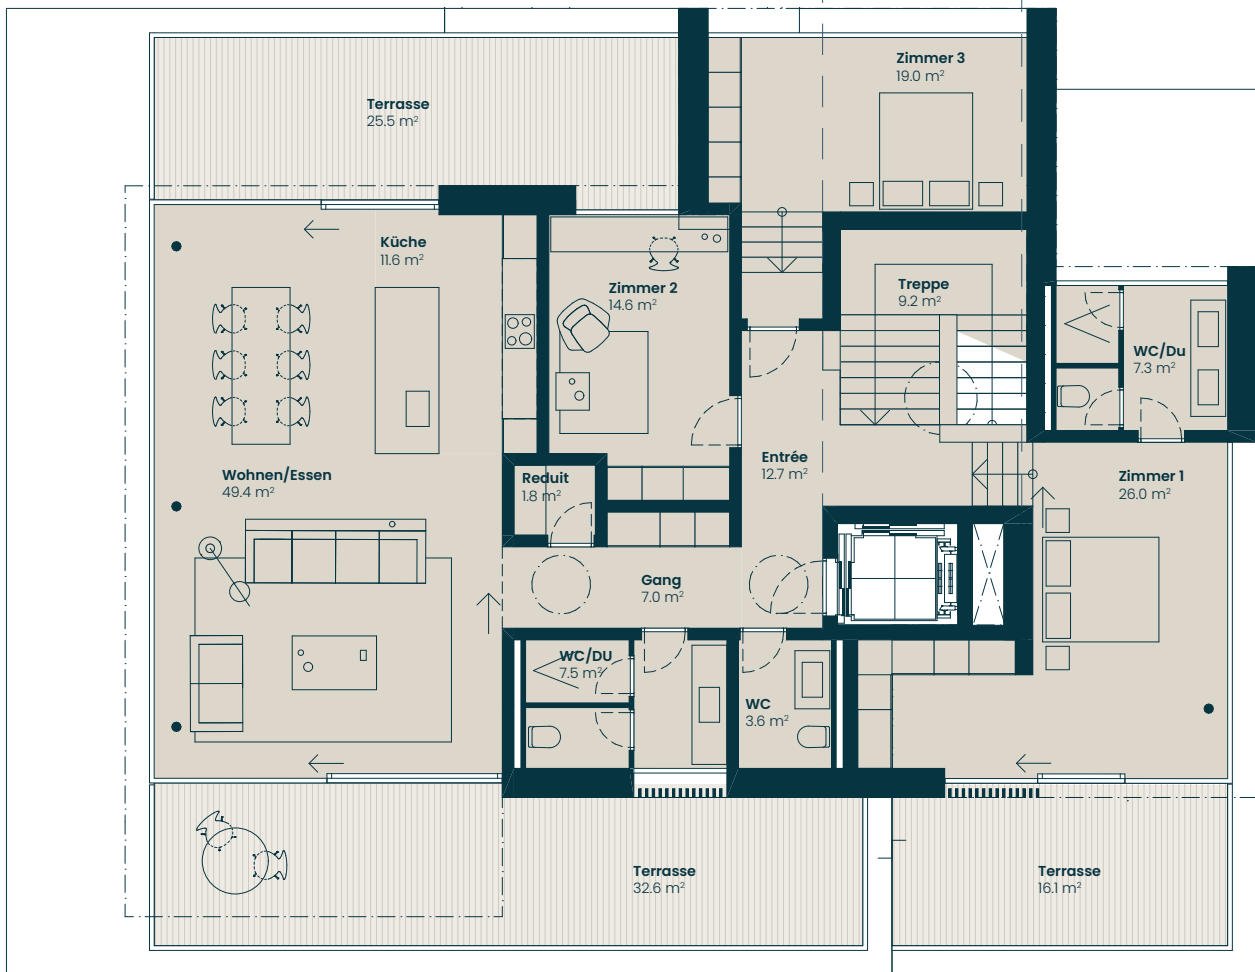 Zimmer 3
19.0 m²
Terrasse
25.5 m²
Küche
11.6 m²
Zimmer 2
14.6 m²
Treppe
9.2 m²
WC/Du
7.3 m²
Wohnen/Essen
49.4 m²
Reduit
1.8 m²
Entrée
12.7 m²
Zimmer 1
26.0 m²
Gang
7.0 m²
WC/DU
7.5 m²
WC
3.6 m²
Terrasse
32.6 m²
Terrasse
16.1 m²